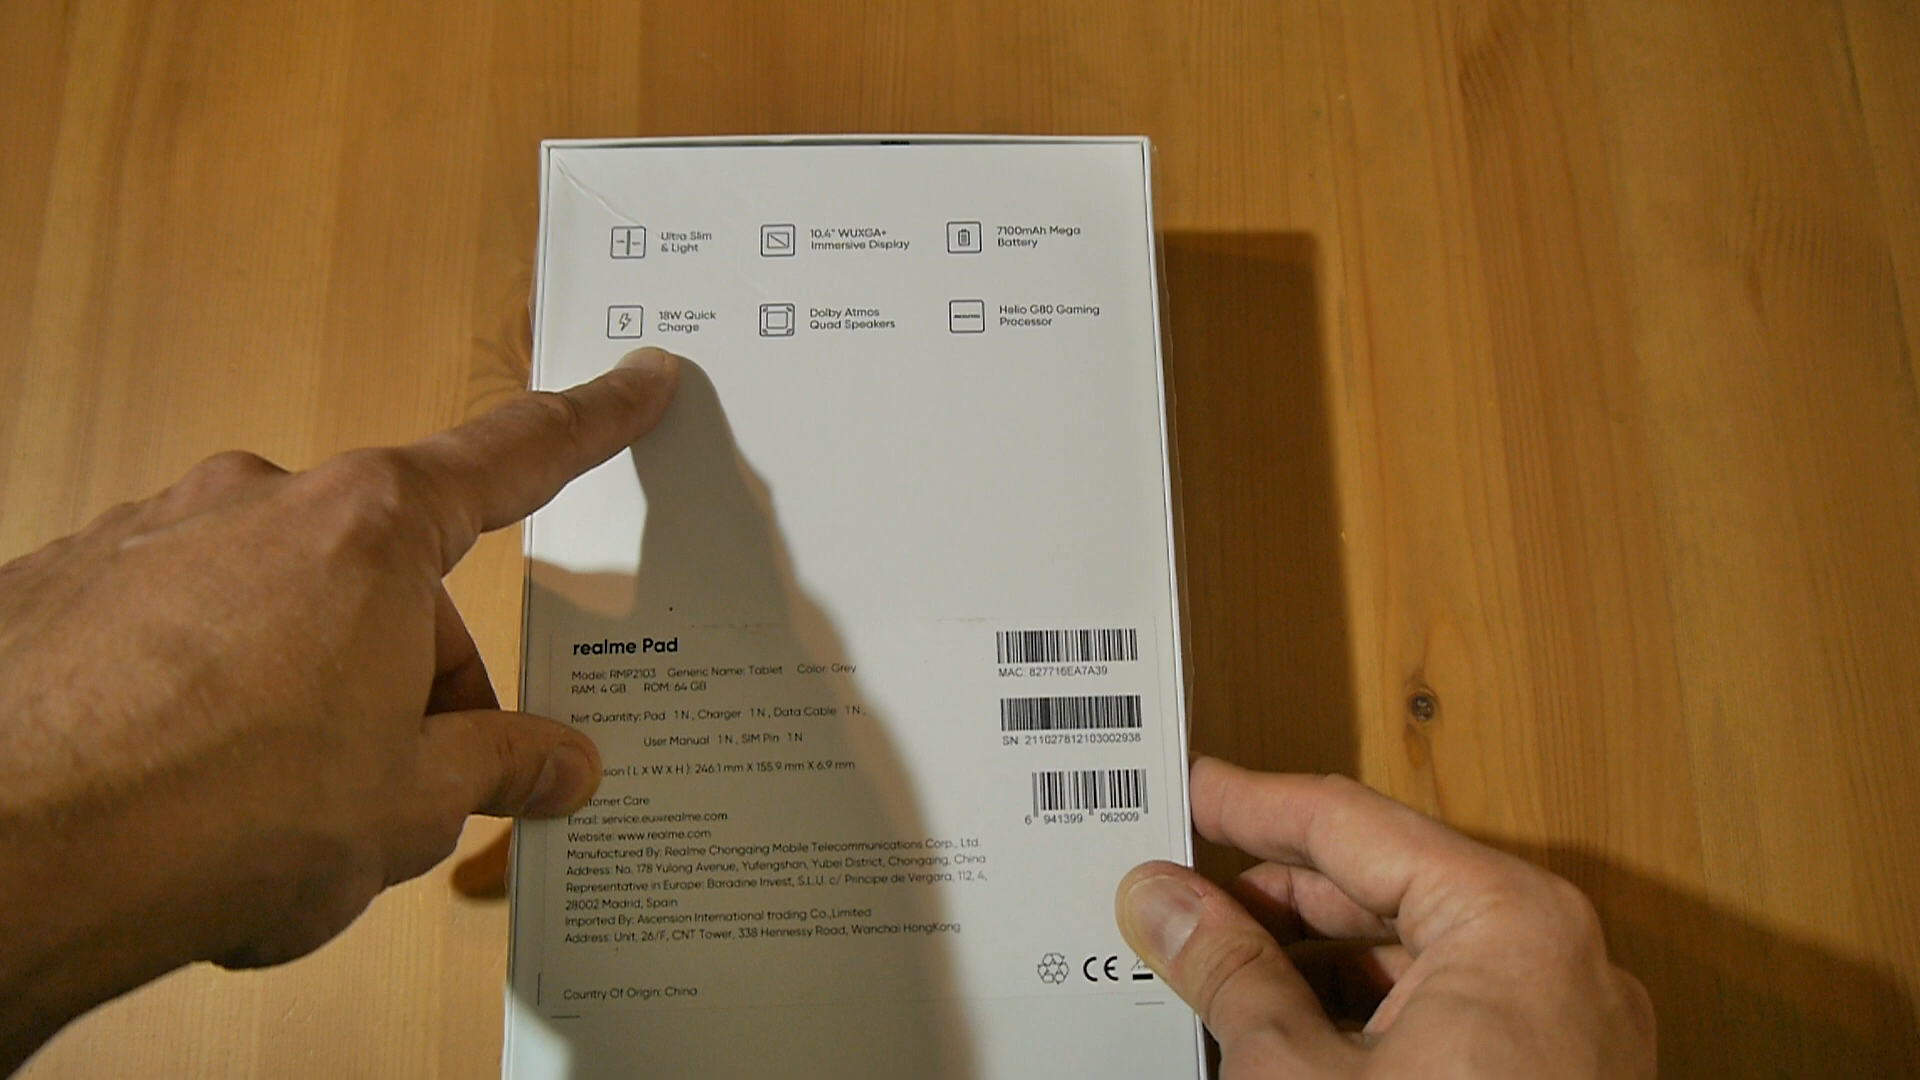 Ultra Slim
& Light
10.4" WUXGA+
Immersive Display
7100mAh Mega
Battery
18W Quick
Charge
Dolby Atmos
Quad Speakers
Helio G80 Gaming
Processor
realme Pad
Model: RMP2103 Generic Name: Tablet Color: Grey
RAM: 4 GB ROM: 64 GB
Net Quantity: Pad 1 N , Charger 1 N , Data Cable 1 N ,
User Manual 1 N , SIM Pin 1 N
sion ( L X W X H ): 246.1 mm X 155.9 mm X 6.9 mm
tomer Care
Email: service.eu@realme.com
Website: www.realme.com
Manufactured By: Realme Chongqing Mobile Telecommunications Corp., Ltd.
Address: No. 178 Yulong Avenue, Yufengshan, Yubei District, Chongqing, China
Representative in Europe: Baradine Invest, S.L.U. c/ Principe de Vergara, 112, 4,
28002 Madrid, Spain
Imported By: Ascension International trading Co.,Limited
Address: Unit, 26/F, CNT Tower, 338 Hennessy Road, Wanchai HongKong
Country Of Origin: China
MAC: 827716EA7A39
SN: 211027812103002938
6 941399 062009
CE